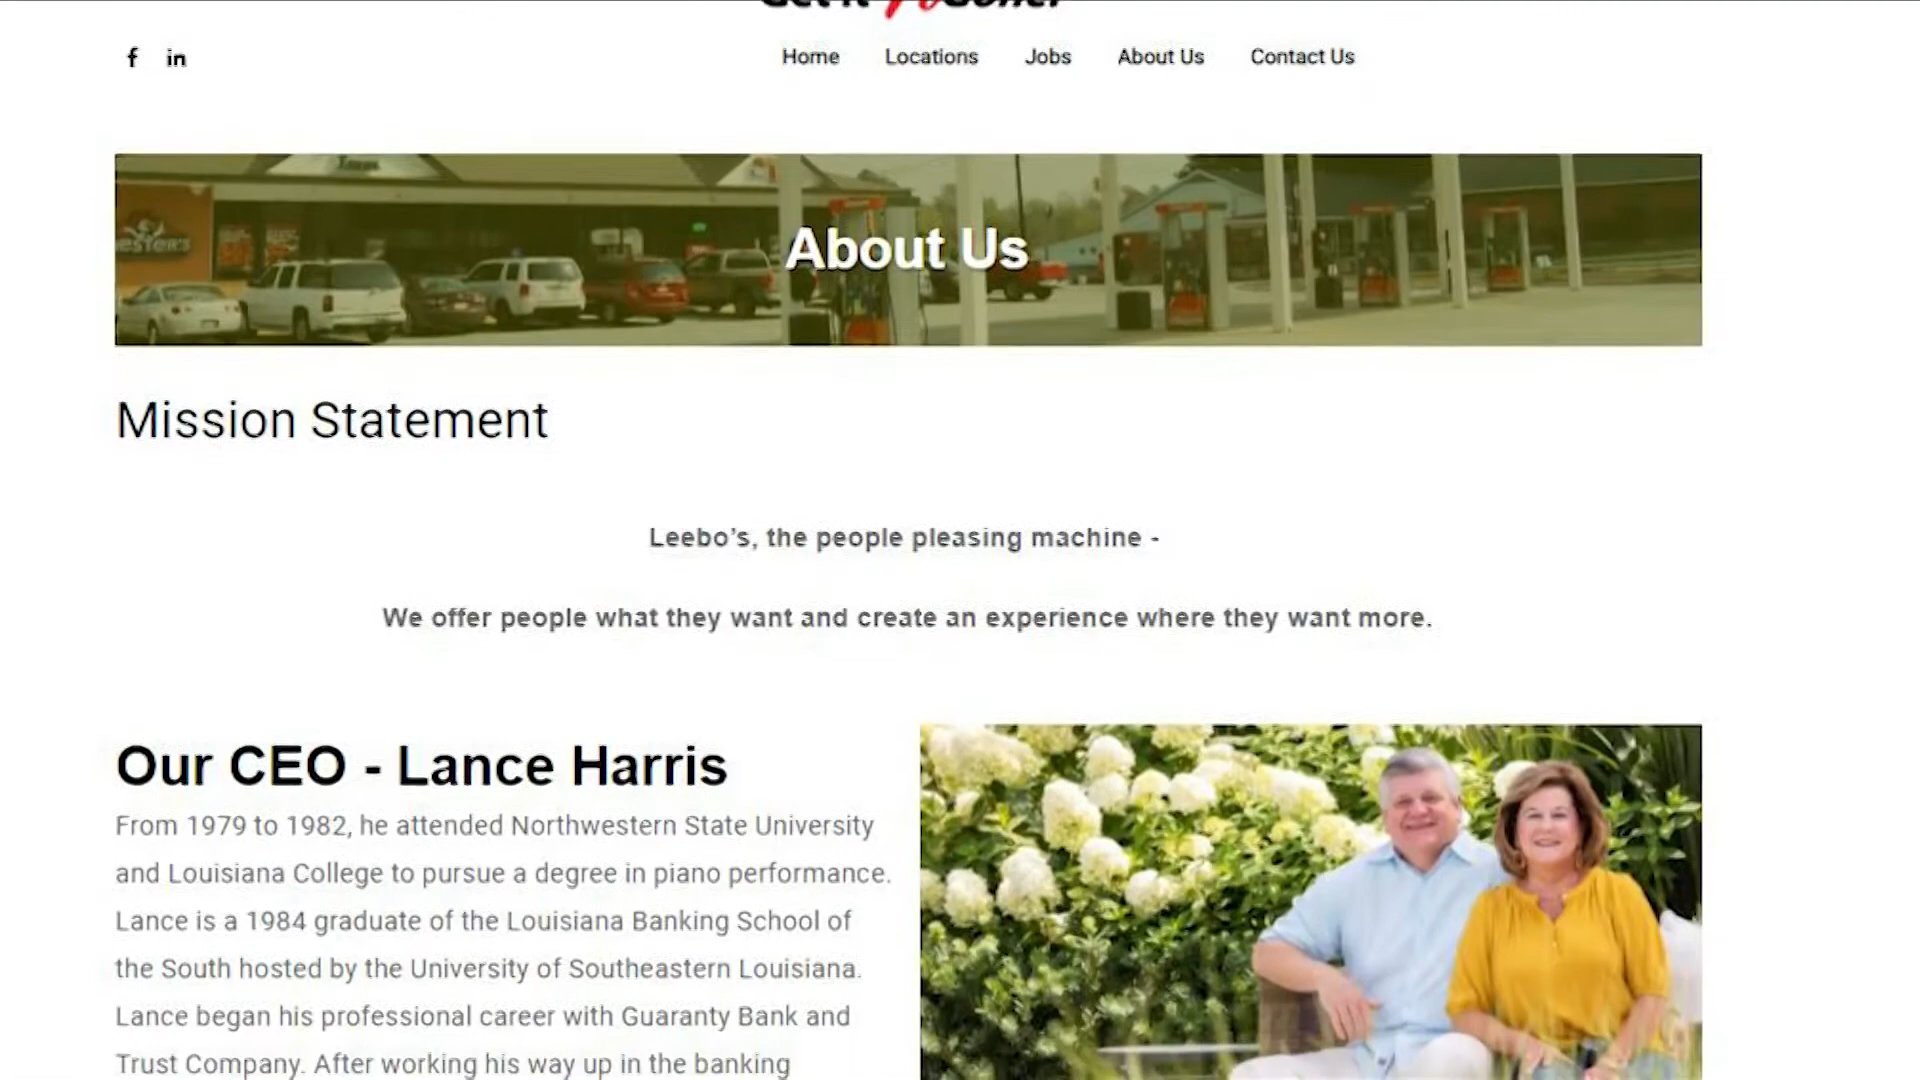 Home Locations Jobs About Us Contact Us
About Us
Mission Statement
Leebo's, the people pleasing machine -
We offer people what they want and create an experience where they want more.
Our CEO - Lance Harris
From 1979 to 1982, he attended Northwestern State University
and Louisiana College to pursue a degree in piano performance.
Lance is a 1984 graduate of the Louisiana Banking School of
the South hosted by the University of Southeastern Louisiana.
Lance began his professional career with Guaranty Bank and
Trust Company. After working his way up in the banking